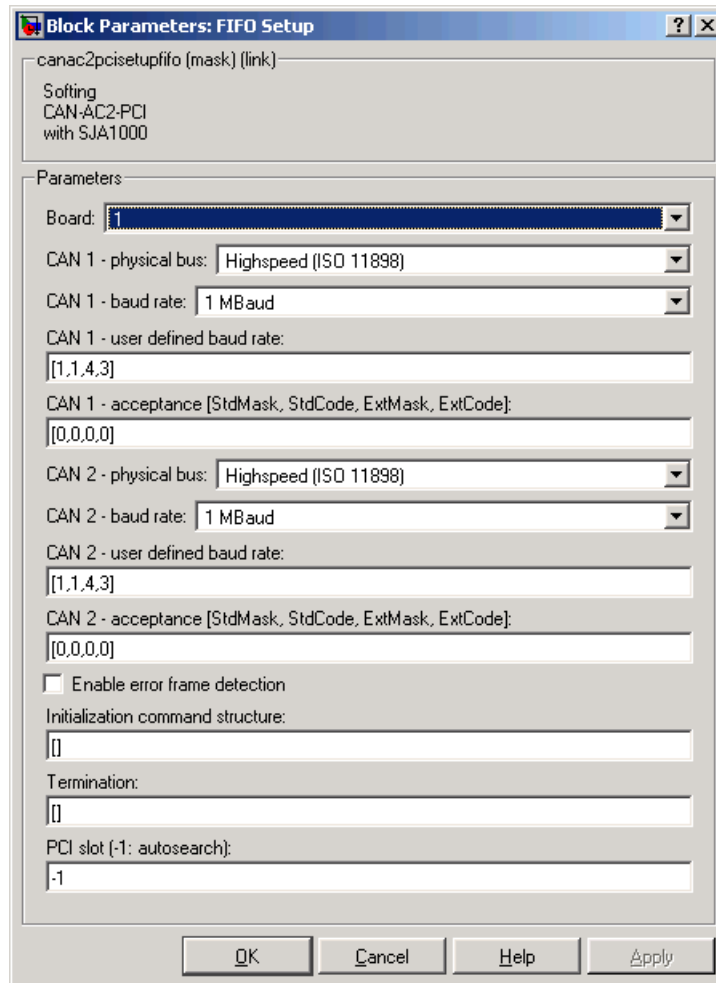 Block Parameters: FIFO Setup
canac2pcisetupfifo (mask) (link)
Softing
CAN-AC2-PCI
with SJA1000
Parameters
Board: 1
CAN 1 - physical bus: Highspeed (ISO 11898)
CAN 1 - baud rate: 1 MBaud
CAN 1 - user defined baud rate:
[1,1,4,3]
CAN 1 - acceptance [StdMask, StdCode, ExtMask, ExtCode]:
[0,0,0,0]
CAN 2 - physical bus: Highspeed (ISO 11898)
CAN 2 - baud rate: 1 MBaud
CAN 2 - user defined baud rate:
[1,1,4,3]
CAN 2 - acceptance [StdMask, StdCode, ExtMask, ExtCode]:
[0,0,0,0]
Enable error frame detection
Initialization command structure:
[]
Termination:
[]
PCI slot (-1: autosearch):
-1
OK Cancel Help Apply